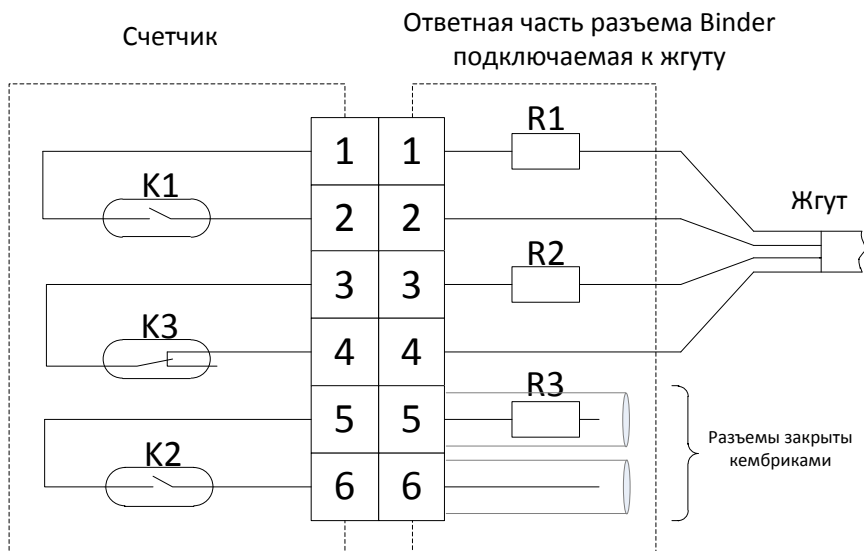 Счетчик
Ответная часть разъема Binder
подключаемая к жгуту
R1
1 1
K1
Жгут
2 2
R2
3 3
K3
4 4
R3
5 5
Разъемы закрыты
кембриками
K2
6 6